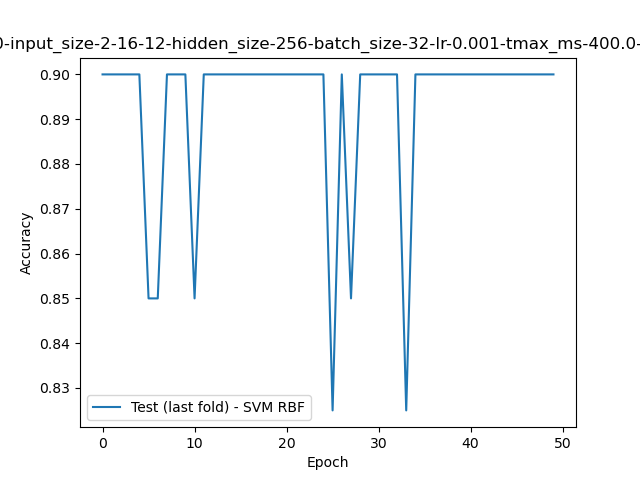 0-input_size-2-16-12-hidden_size-256-batch_size-32-lr-0.001-tmax_ms-400.0-
0.90
0.89
0.88
0.87
0.86
0.85
0.84
0.83
Accuracy
Test (last fold) - SVM RBF
0 10 20 30 40 50
Epoch